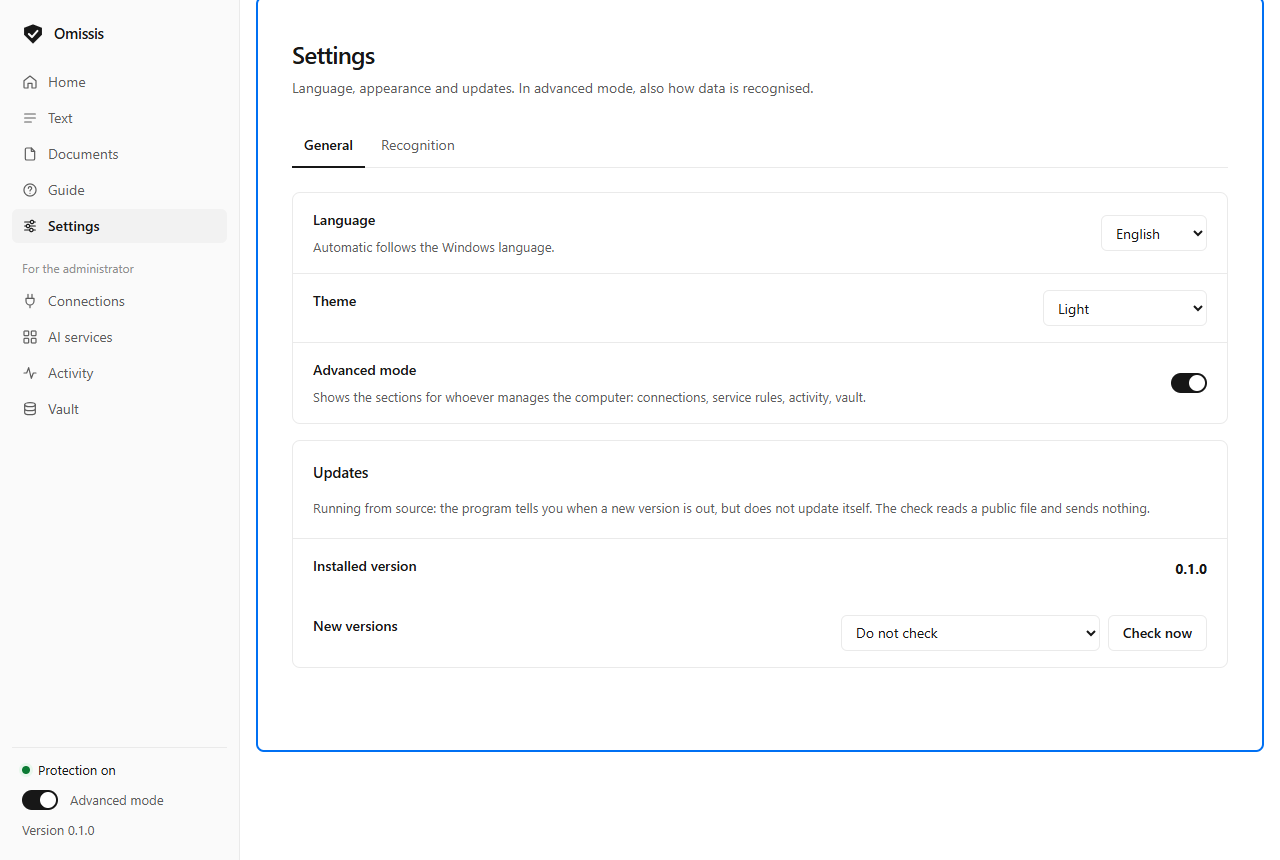 Omissis
Home
Text
Documents
Guide
Settings
For the administrator
Connections
AI services
Activity
Vault
Protection on
Advanced mode
Version 0.1.0
Settings
Language, appearance and updates. In advanced mode, also how data is recognised.
General Recognition
Language
Automatic follows the Windows language.
English
Theme
Light
Advanced mode
Shows the sections for whoever manages the computer: connections, service rules, activity, vault.
Updates
Running from source: the program tells you when a new version is out, but does not update itself. The check reads a public file and sends nothing.
Installed version 0.1.0
New versions Do not check Check now